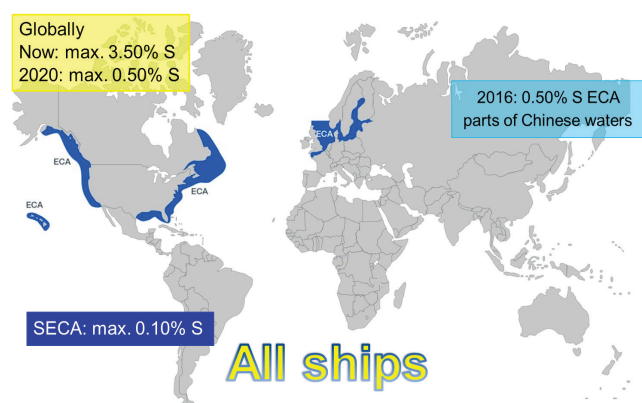 Globally
Now: max. 3.50% S
2020: max. 0.50% S
2016: 0.50% S ECA
parts of Chinese waters
ECA
ECA
ECA
ECA
SECA: max. 0.10% S
All ships